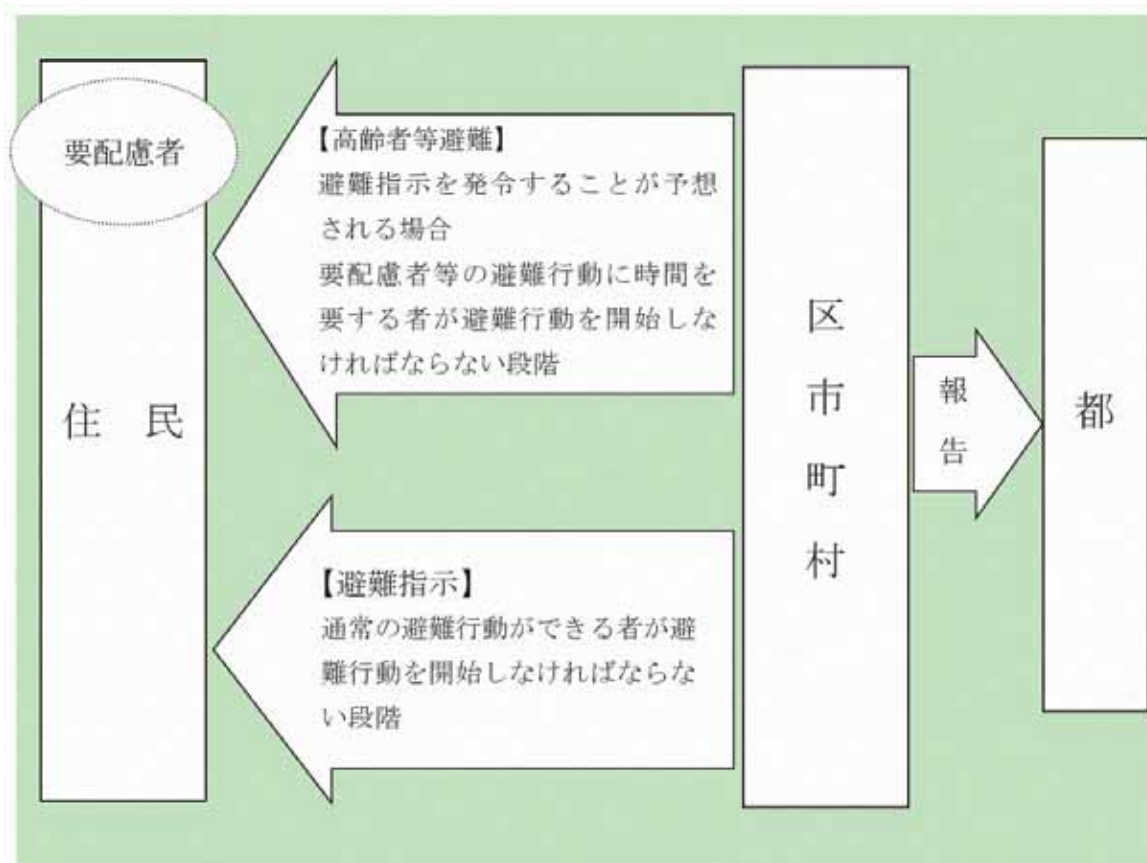 要配慮者
住 民
【高齢者等避難】
避難指示を発令することが予想
される場合
要配慮者等の避難行動に時間を
要する者が避難行動を開始しな
ければならない段階
【避難指示】
通常の避難行動ができる者が避
難行動を開始しなければならな
い段階
区市町村
報告
都